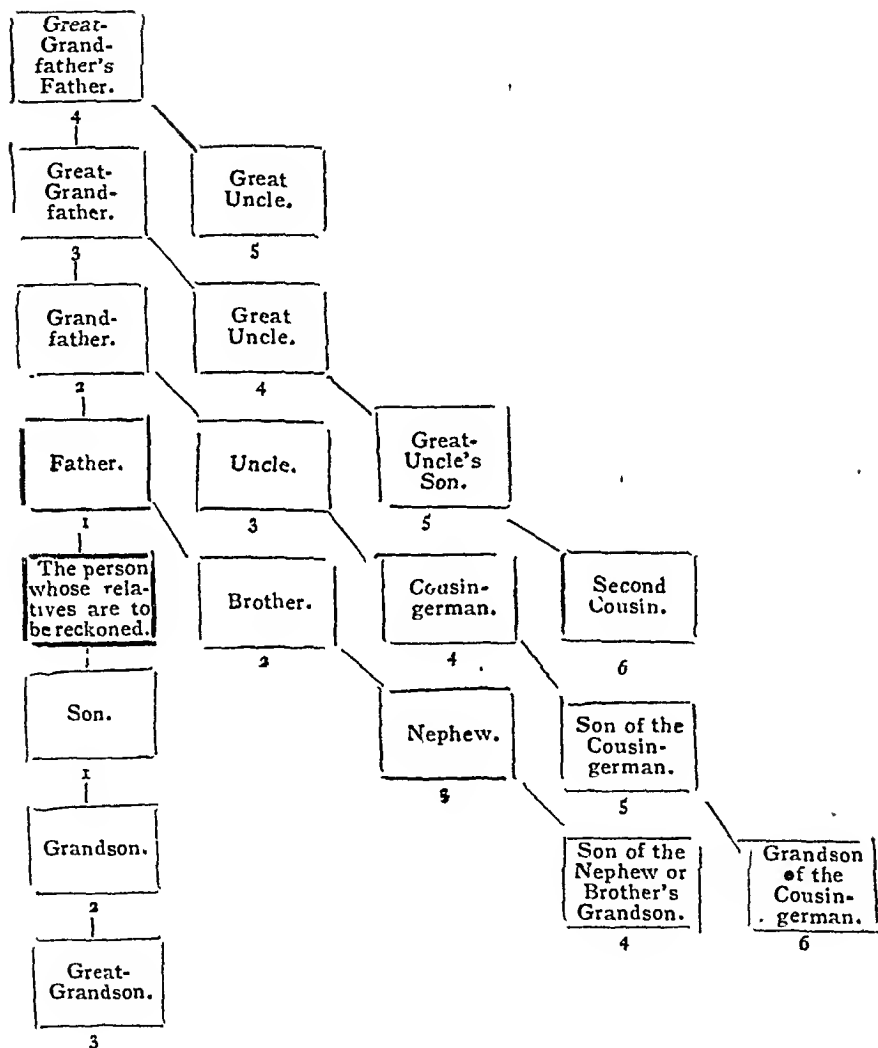 Great-
Grand-
father's
Father.
4
Great-
Grand-
father.
3
Great
Uncle.
5
Grand-
father.
2
Great
Uncle.
4
Father.
1
Uncle.
3
Great-
Uncle's
Son.
5
The person
whose rela-
tives are to
be reckoned.
Brother.
2
Cousin-
german.
4
Second
Cousin.
6
Son.
1
Nephew.
3
Son of the
Cousin-
german.
5
Grandson.
2
Son of the
Nephew or
Brother's
Grandson.
4
Grandson
of the
Cousin-
german.
6
Great-
Grandson.
3